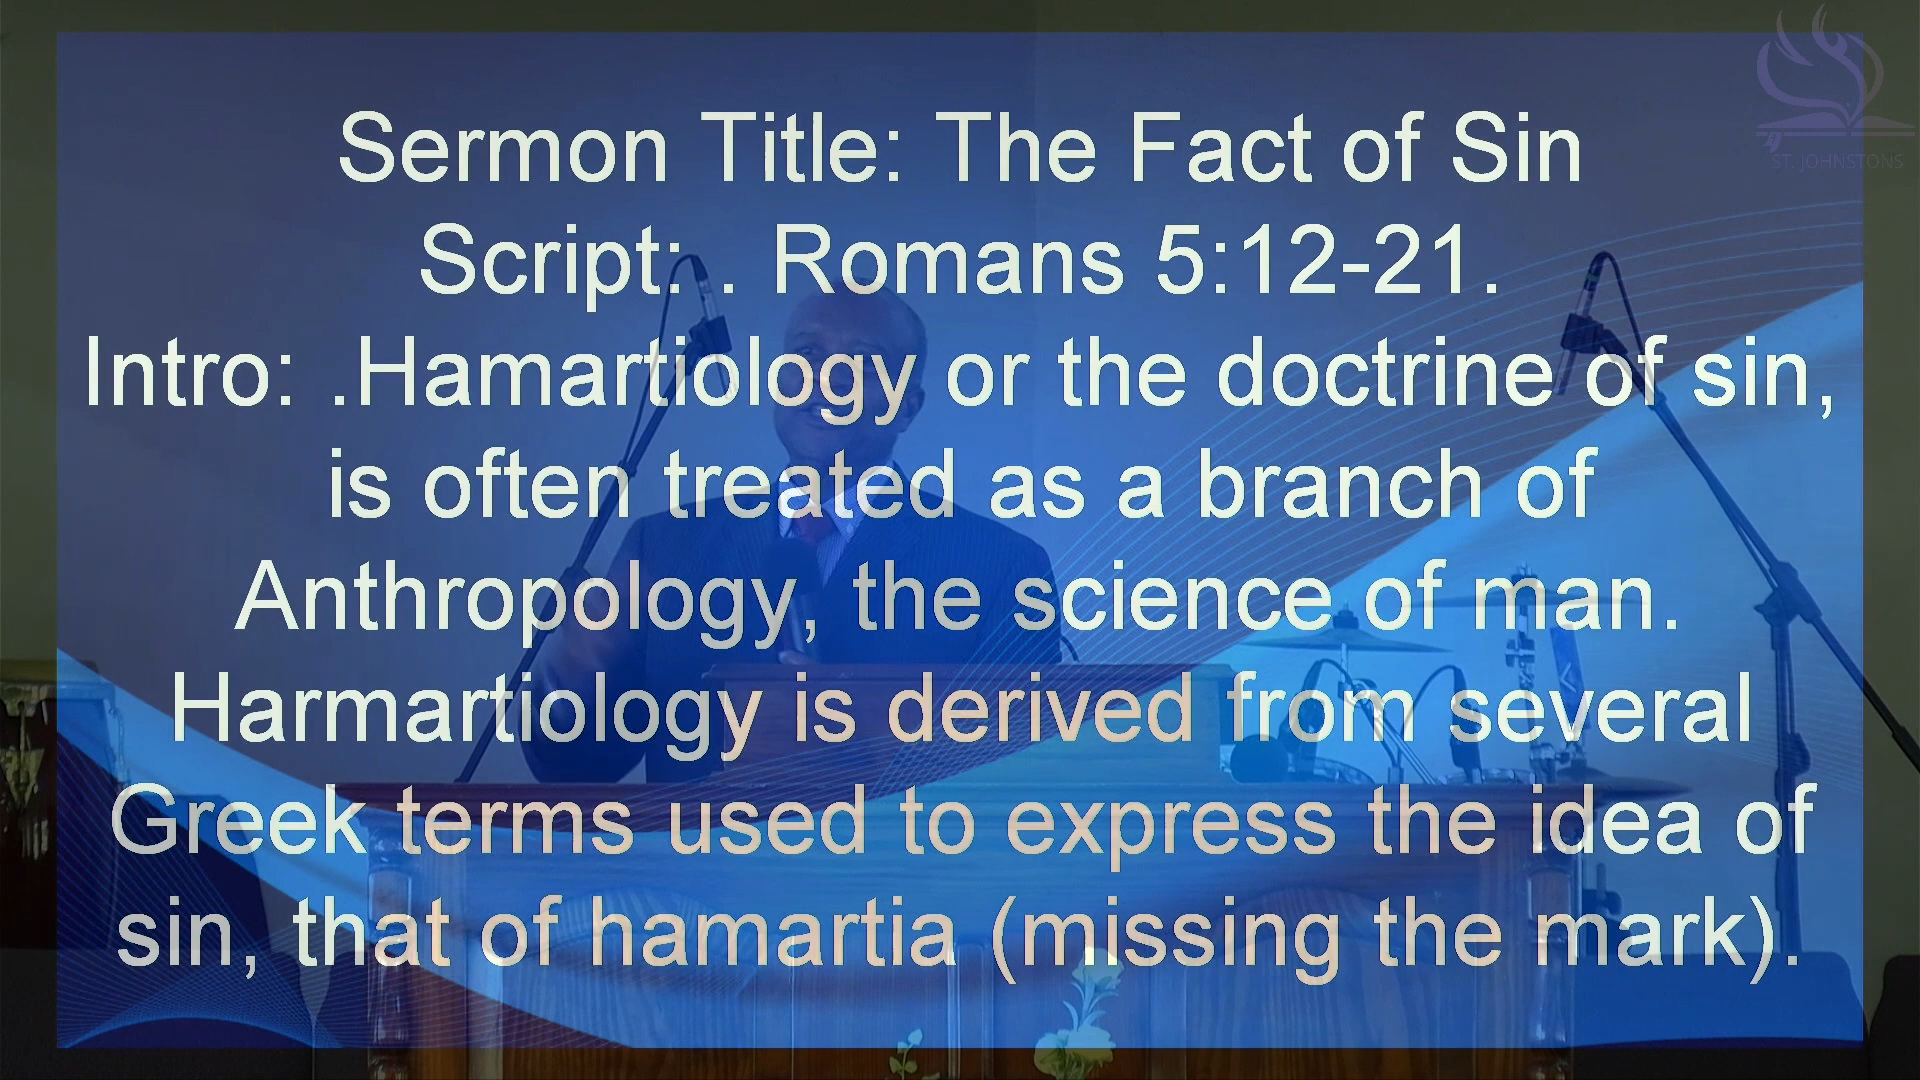 Sermon Title: The Fact of Sin
Script: . Romans 5:12-21.
Intro: .Hamartiology or the doctrine of sin,
is often treated as a branch of
Anthropology, the science of man.
Harmartiology is derived from several
Greek terms used to express the idea of
sin, that of hamartia (missing the mark).
ST. JOHNSTONS